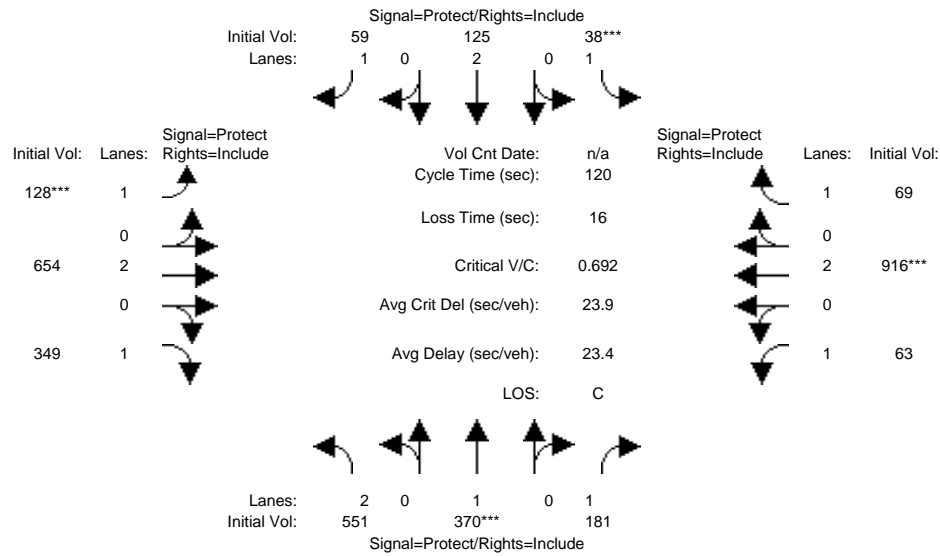 Signal=Protect/Rights=Include
Initial Vol: 59 125 38***
Lanes: 1 0 2 0 1
Signal=Protect Signal=Protect
Initial Vol: Lanes: Rights=Include Vol Cnt Date: n/a Rights=Include Lanes: Initial Vol:
Cycle Time (sec): 120
128*** 1 1 69
Loss Time (sec): 16
0 0
654 2 Critical V/C: 0.692 2 916***
0 Avg Crit Del (sec/veh): 23.9 0
349 1 Avg Delay (sec/veh): 23.4 1 63
LOS: C
Lanes: 2 0 1 0 1
Initial Vol: 551 370*** 181
Signal=Protect/Rights=Include